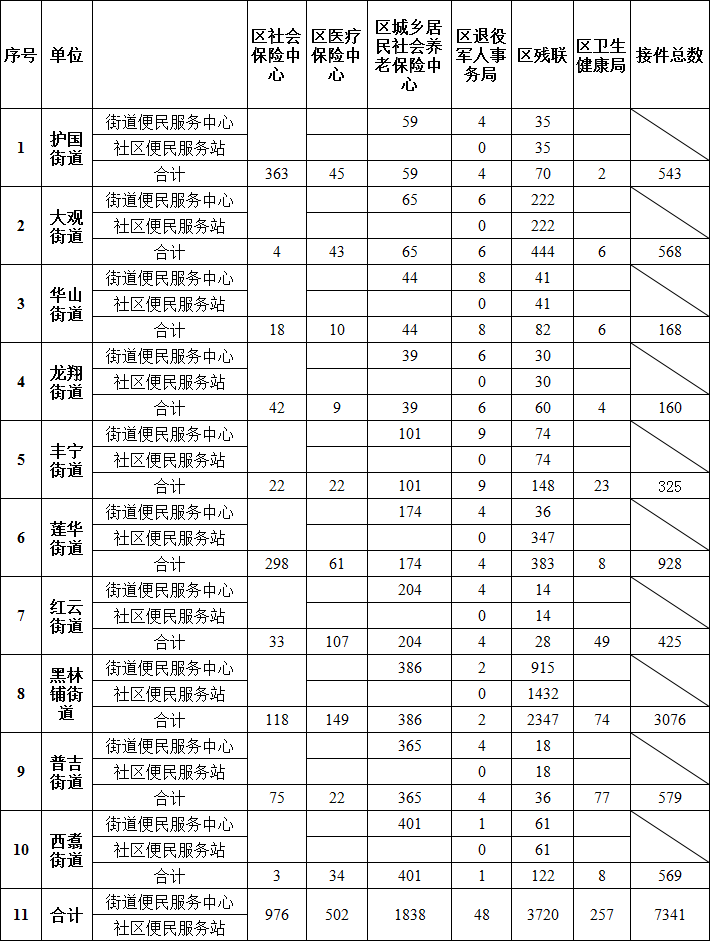 序号 单位 区社会保险中心 区医疗保险中心 区城乡居民社会养老保险中心 区退役军人事务局 区残联 区卫生健康局 接件总数
1 护国街道 街道便民服务中心 59 4 35
社区便民服务站 0 35
合计 363 45 59 4 70 2 543
2 大观街道 街道便民服务中心 65 6 222
社区便民服务站 0 222
合计 4 43 65 6 444 6 568
3 华山街道 街道便民服务中心 44 8 41
社区便民服务站 0 41
合计 18 10 44 8 82 6 168
4 龙翔街道 街道便民服务中心 39 6 30
社区便民服务站 0 30
合计 42 9 39 6 60 4 160
5 丰宁街道 街道便民服务中心 101 9 74
社区便民服务站 0 74
合计 22 22 101 9 148 23 325
6 莲华街道 街道便民服务中心 174 4 36
社区便民服务站 0 347
合计 298 61 174 4 383 8 928
7 红云街道 街道便民服务中心 204 4 14
社区便民服务站 0 14
合计 33 107 204 4 28 49 425
8 黑林铺街道 街道便民服务中心 386 2 915
社区便民服务站 0 1432
合计 118 149 386 2 2347 74 3076
9 普吉街道 街道便民服务中心 365 4 18
社区便民服务站 0 18
合计 75 22 365 4 36 77 579
10 西翥街道 街道便民服务中心 401 1 61
社区便民服务站 0 61
合计 3 34 401 1 122 8 569
11 合计 街道便民服务中心 976 502 1838 48 3720 257 7341
社区便民服务站